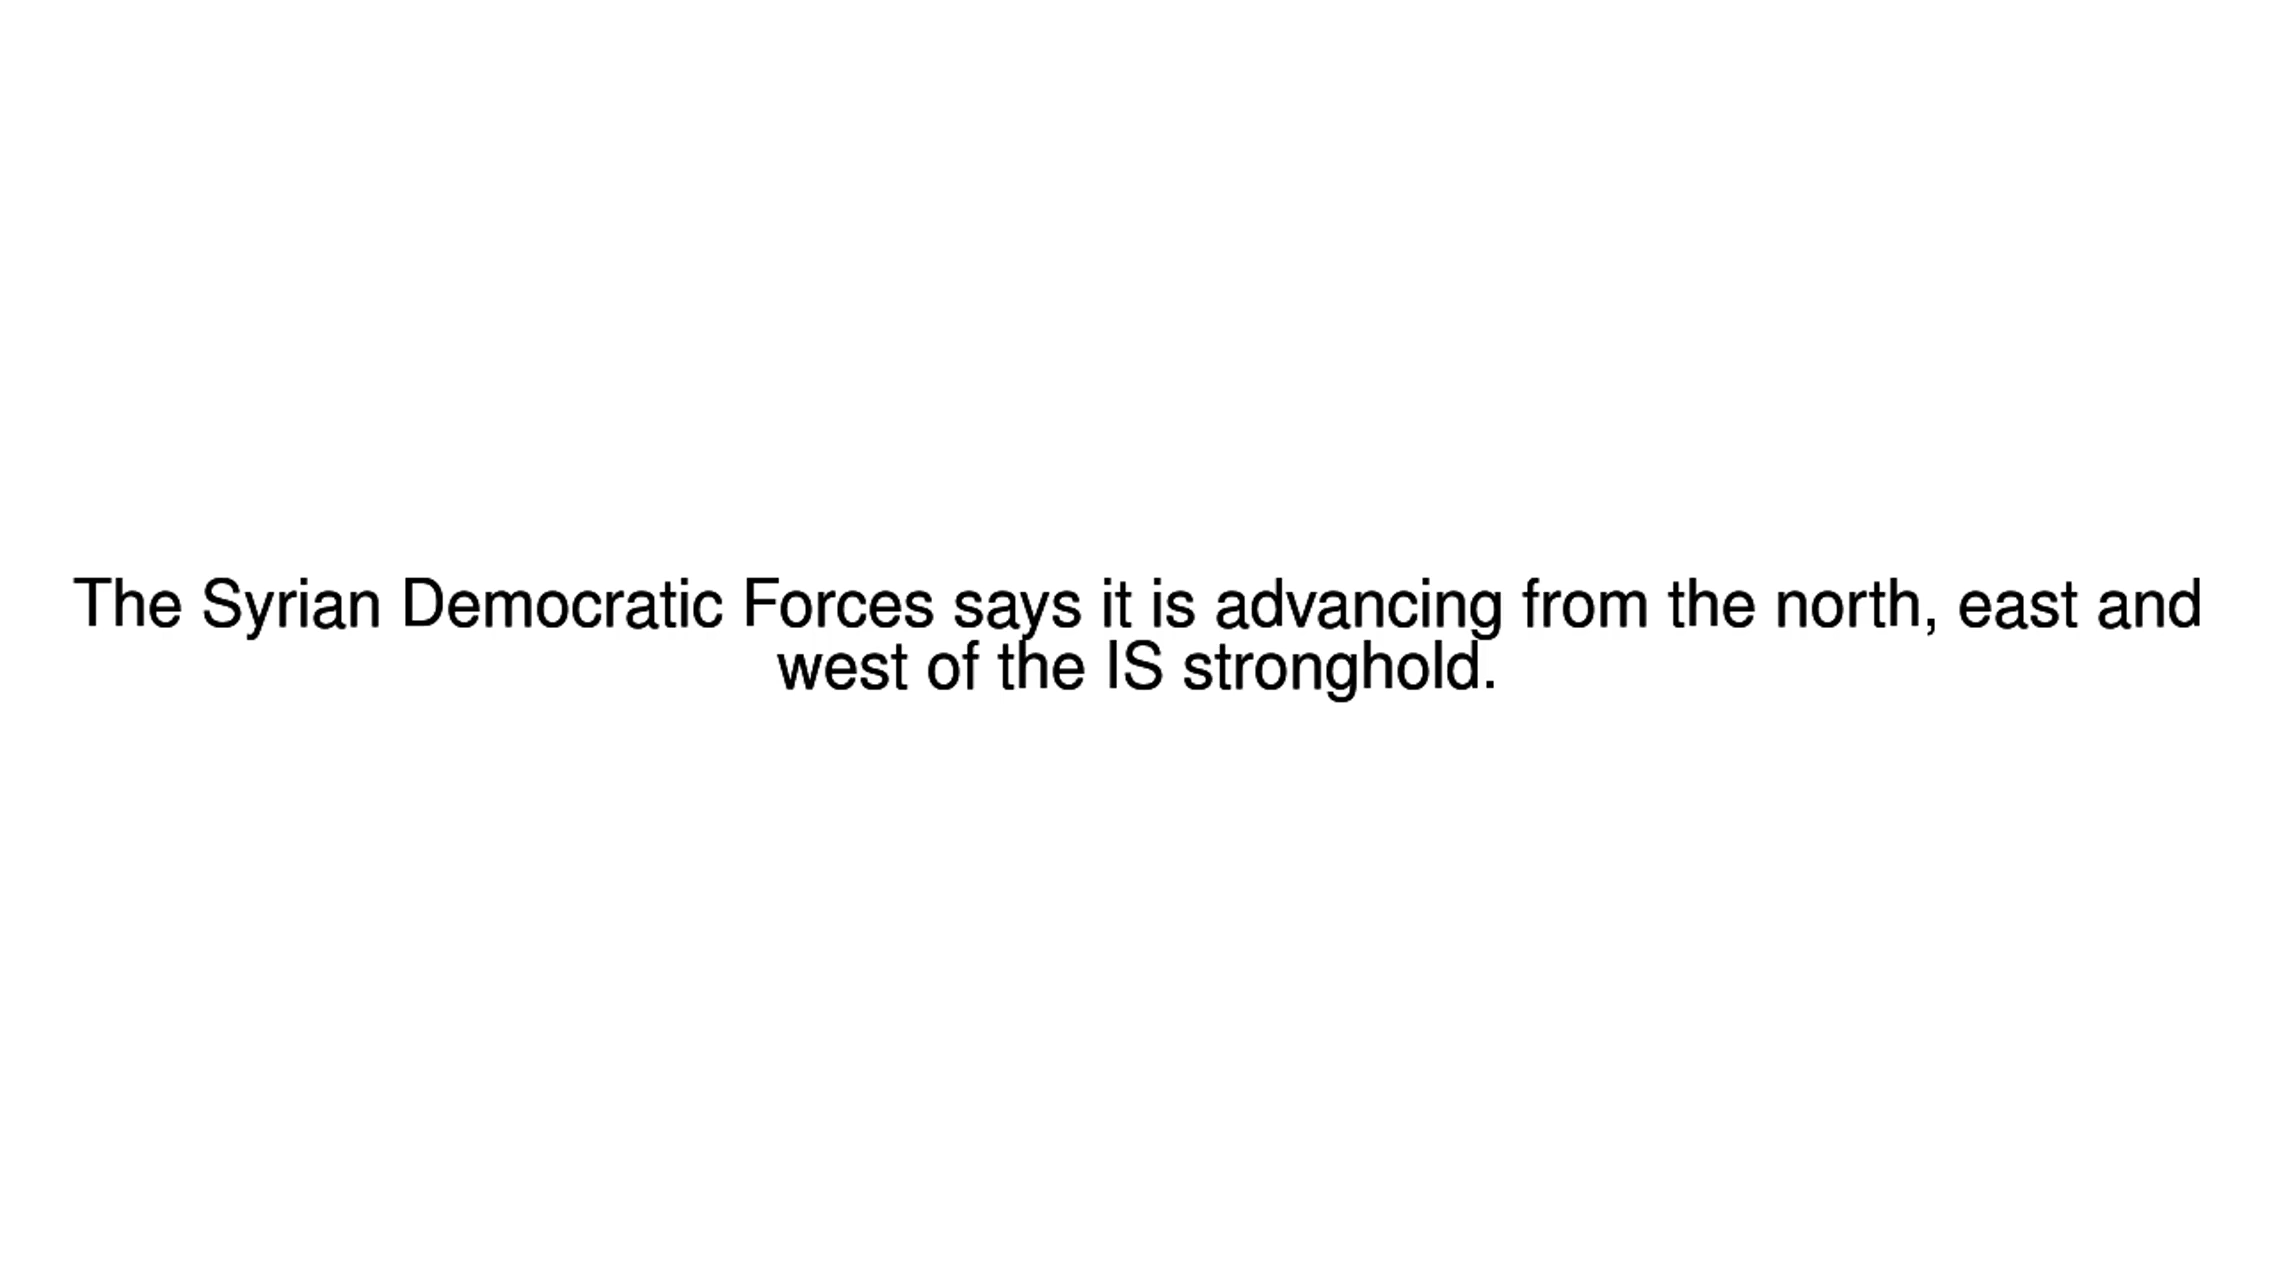 The Syrian Democratic Forces says it is advancing from the north, east and
west of the IS stronghold.